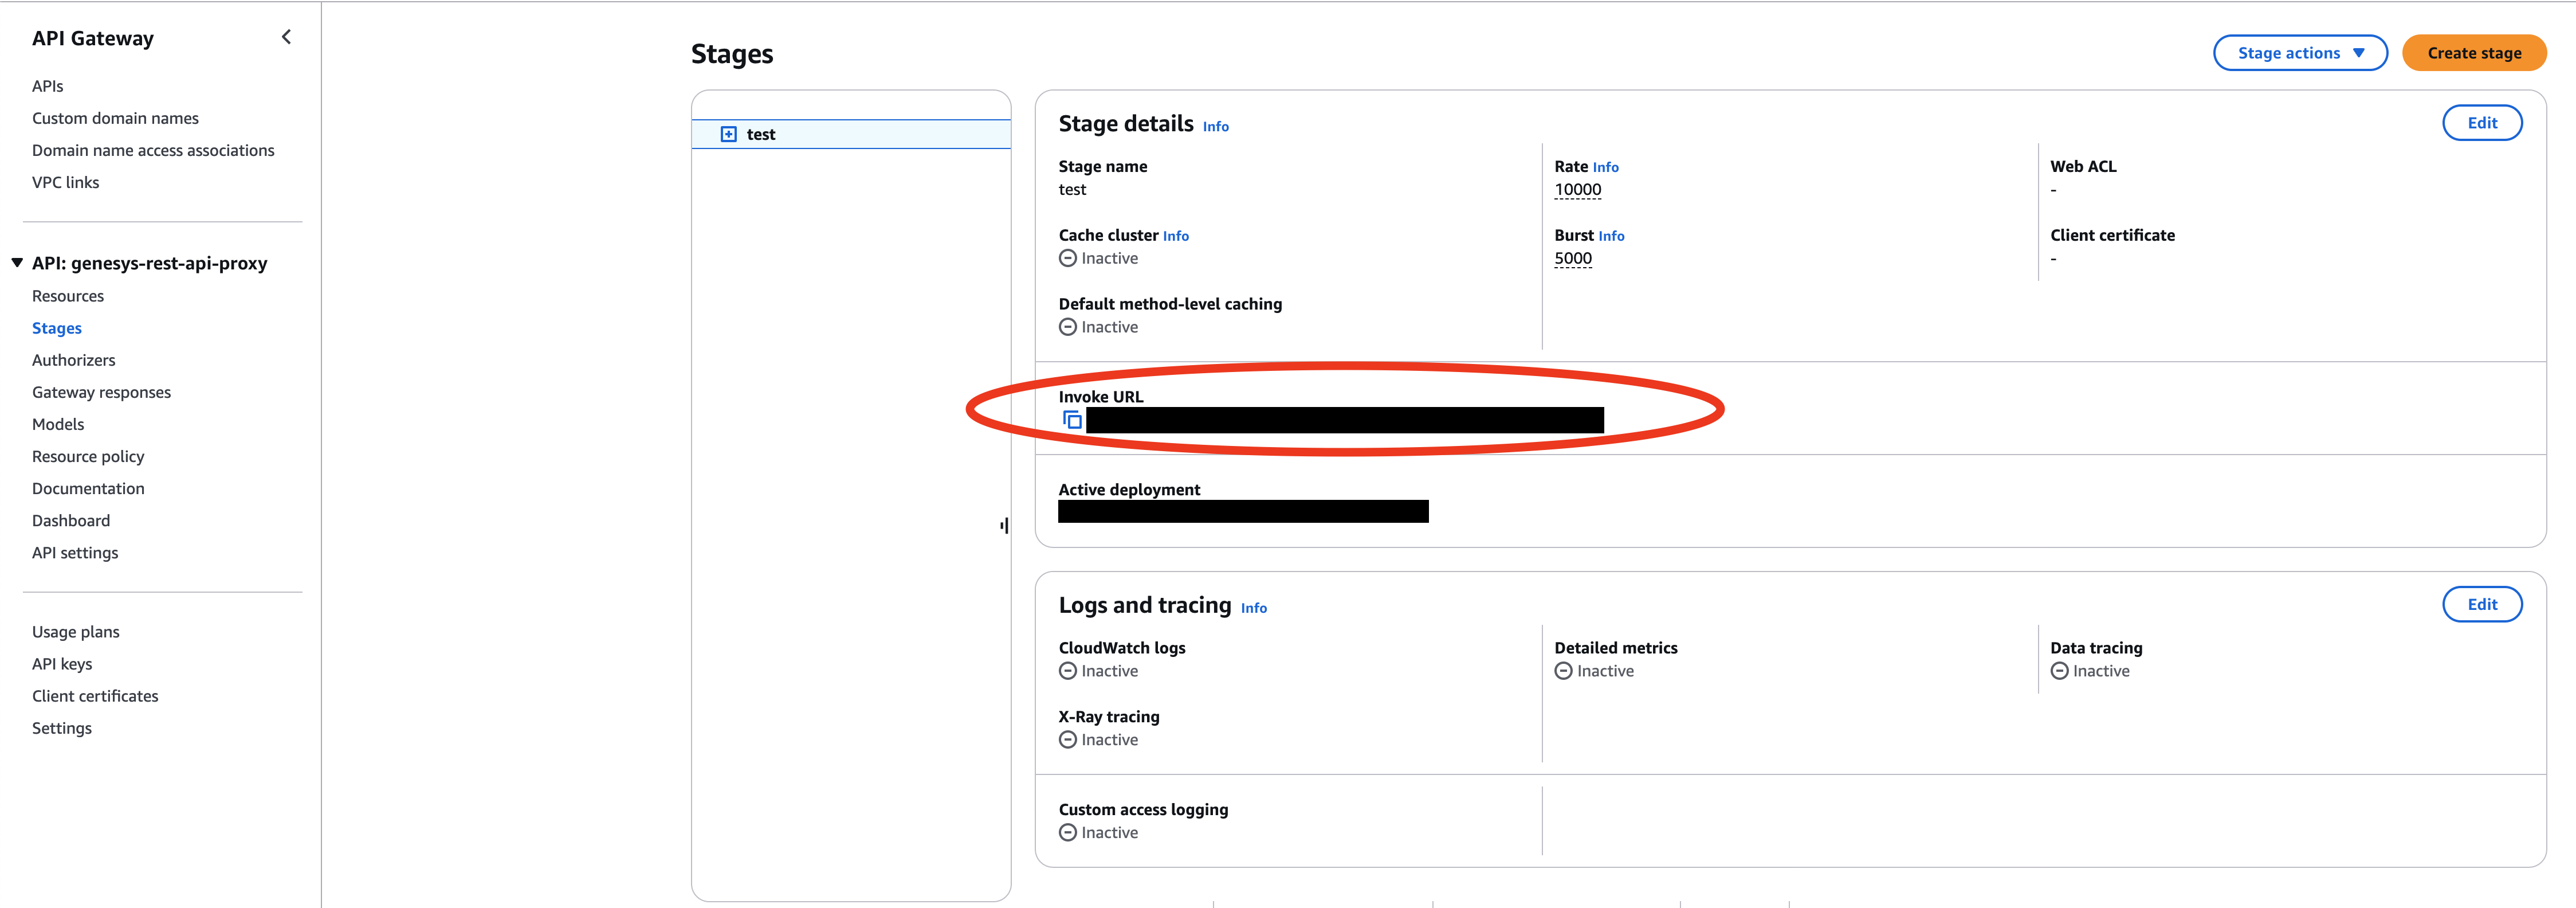 API Gateway
APIs
Custom domain names
Domain name access associations
VPC links
API: genesys-rest-api-proxy
Resources
Stages
Authorizers
Gateway responses
Models
Resource policy
Documentation
Dashboard
API settings
Usage plans
API keys
Client certificates
Settings
Stages
Stage actions
Create stage
test
Stage details Info
Edit
Stage name
test
Rate Info
10000
Web ACL
-
Cache cluster Info
Inactive
Burst Info
5000
Client certificate
-
Default method-level caching
Inactive
Invoke URL
Active deployment
Logs and tracing Info
Edit
CloudWatch logs
Inactive
Detailed metrics
Inactive
Data tracing
Inactive
X-Ray tracing
Inactive
Custom access logging
Inactive